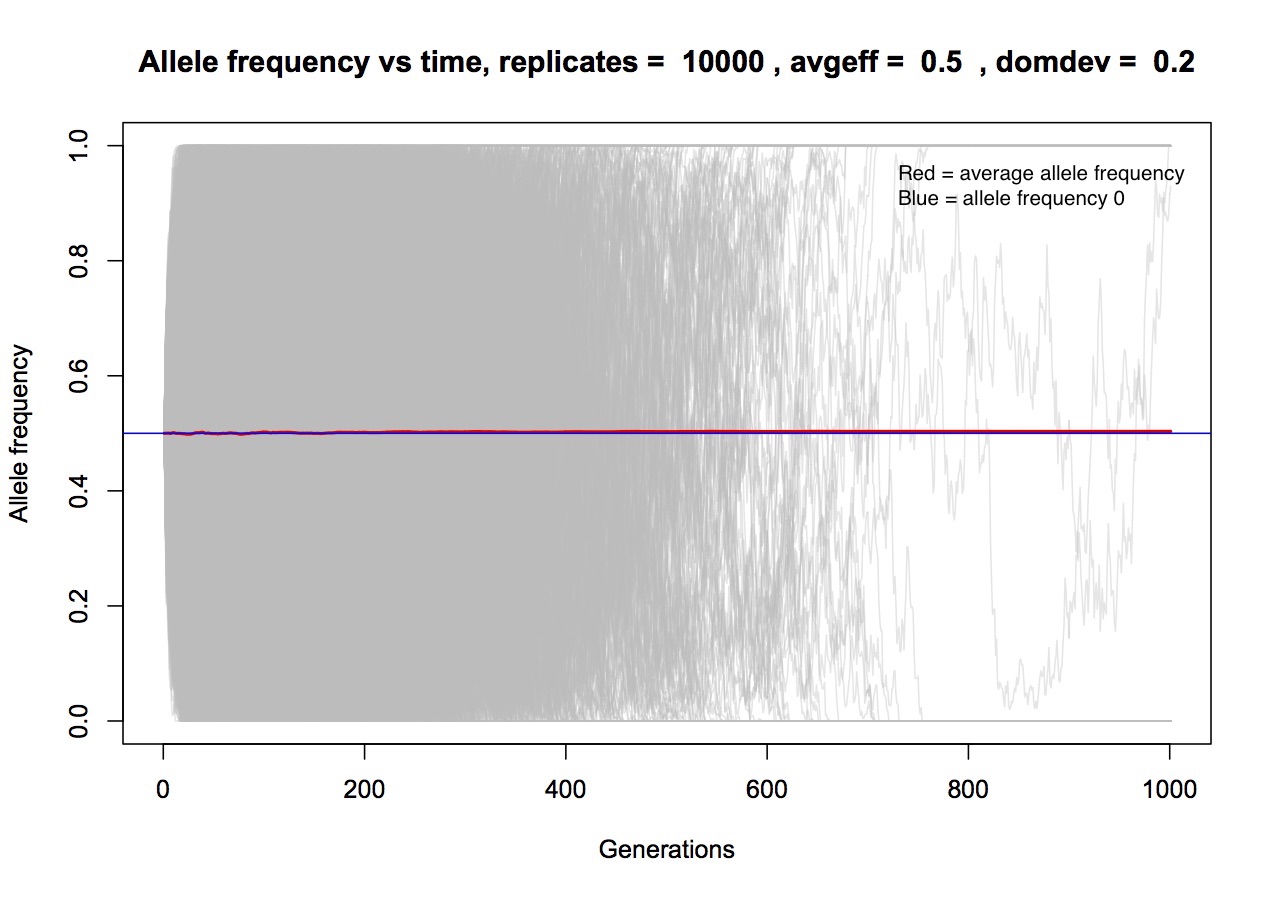 Allele frequency vs time, replicates =  10000 , avgeff =  0.5  , domdev =  0.2
Red = average allele frequency
Blue = allele frequency 0
Allele frequency
1.0
0.8
0.6
0.4
0.2
0.0
0 200 400 600 800 1000
Generations